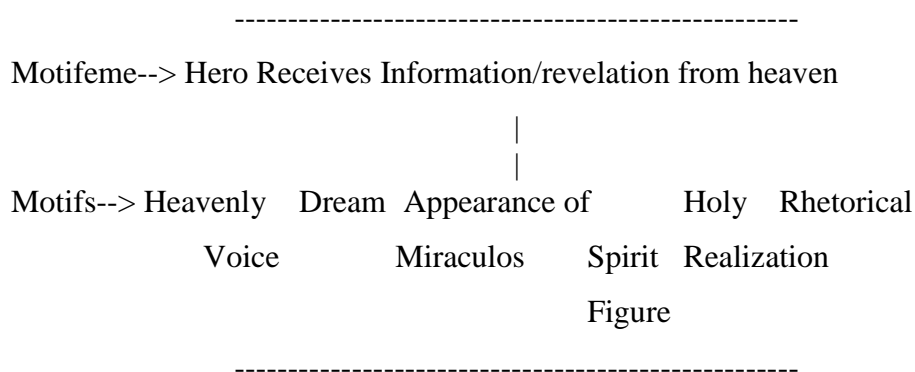 -----------------------------------------------------
Motifeme--> Hero Receives Information/revelation from heaven
|
|
Motifs--> Heavenly Dream Appearance of Holy Rhetorical
Voice Miraculos Spirit Realization
Figure
-----------------------------------------------------